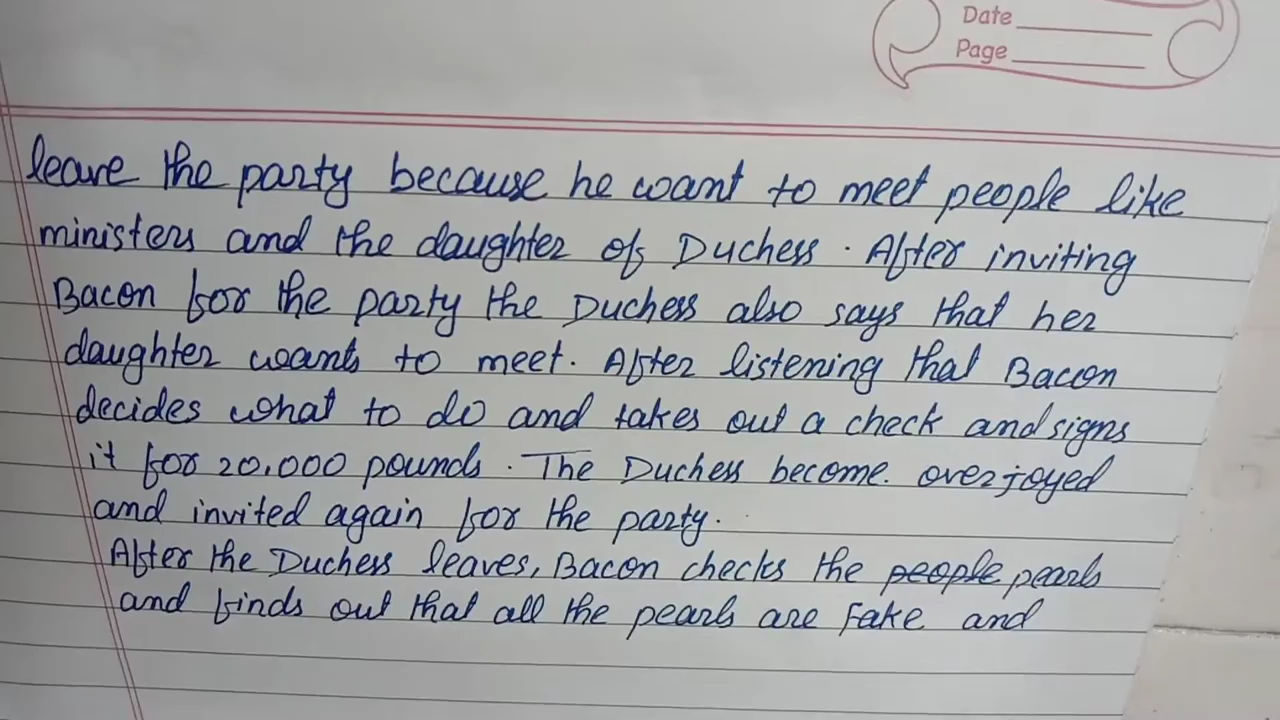 Date
Page
leave the party because he want to meet people like
ministers and the daughter of Duchess . After inviting
Bacon for the party the Duchess also says that her
daughter wants to meet. After listening that Bacon
decides what to do and takes out a check and signs
it for 20,000 pounds . The Duchess become. overjoyed
and invited again for the party.
After the Duchess leaves, Bacon checks the people pearls
and finds out that all the pearls are Fake and